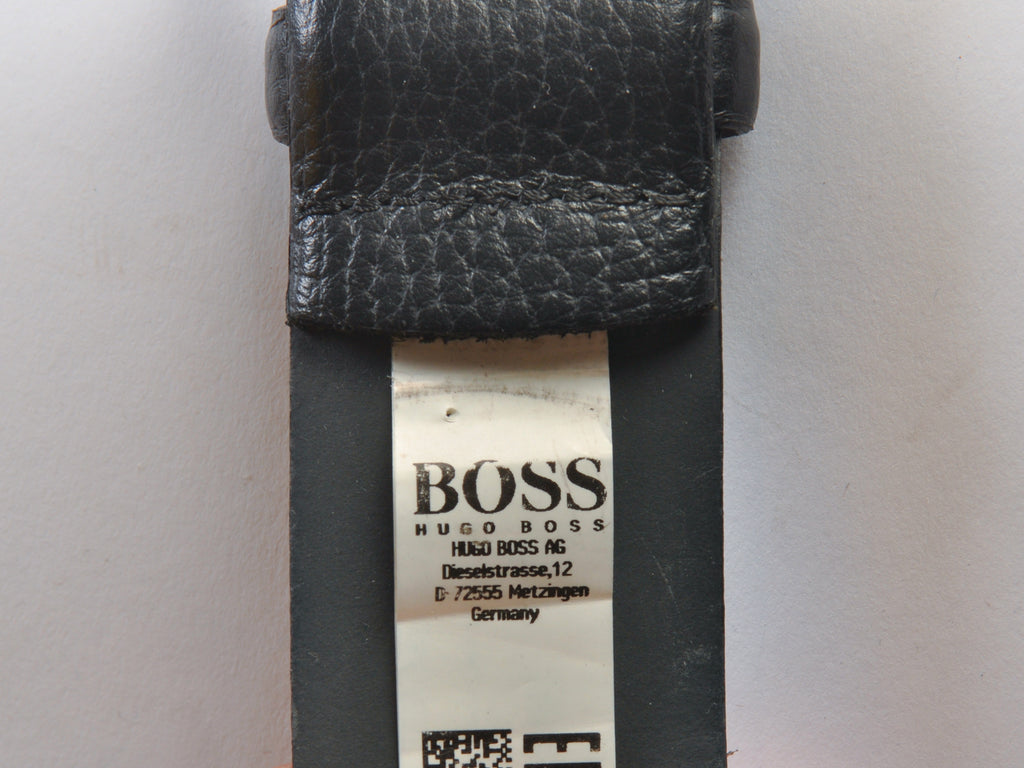 BOSS
HUGO BOSS
HUGO BOSS AG
Dieselstrasse,12
D-72555 Metzingen
Germany